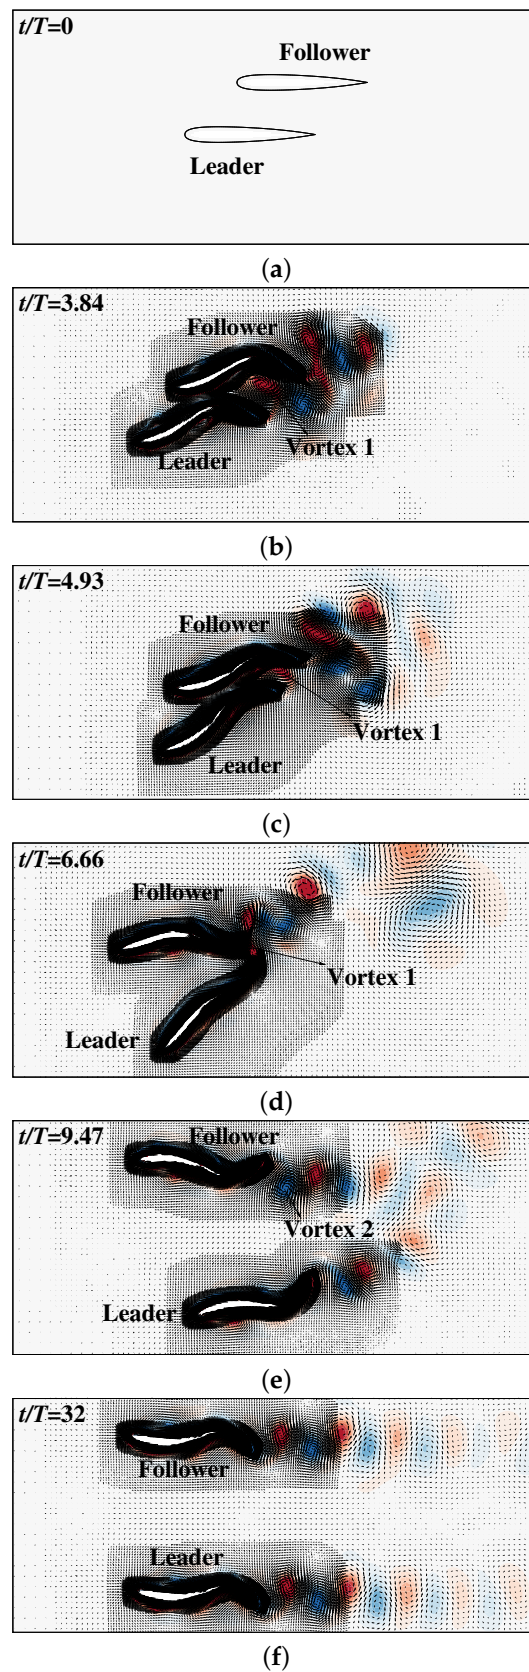 t/T=0
Follower
Leader
(a)
t/T=3.84
Follower
Vortex 1
Leader
(b)
t/T=4.93
Follower
Vortex 1
Leader
(c)
t/T=6.66
Follower
Vortex 1
Leader
(d)
t/T=9.47
Follower
Vortex 2
Leader
(e)
t/T=32
Follower
Leader
(f)